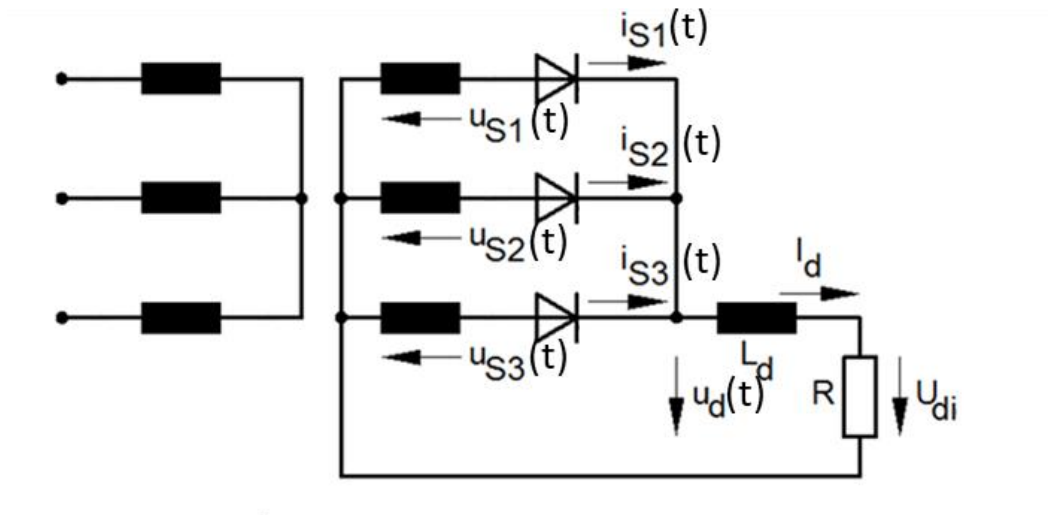 iS1(t)
uS1(t)
iS2(t)
uS2(t)
iS3(t)
Id
uS3(t)
Ld
ud(t)
R
Udi